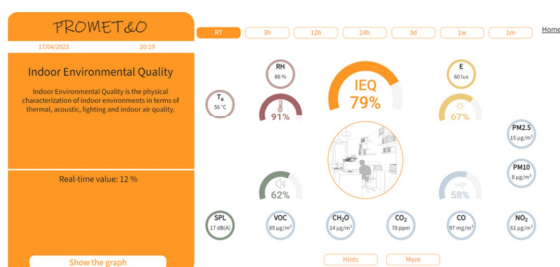 PROMET&O
17/04/2023 20:19
Indoor Environmental Quality
Indoor Environmental Quality is the physical
characterization of indoor environments in terms of
thermal, acoustic, lighting and indoor air quality.
Real-time value: 12 %
Show the graph
RT 3h 12h 24h 3d 1w 1m Home
Ta
56 °C
RH
86 %
91%
IEQ
79%
E
60 lux
67%
PM2.5
15 µg/m³
PM10
8 µg/m³
62%
58%
SPL
17 dB(A)
VOC
85 µg/m³
CH₂O
14 µg/m³
CO₂
78 ppm
CO
97 mg/m³
NO₂
61 µg/m³
Hints More